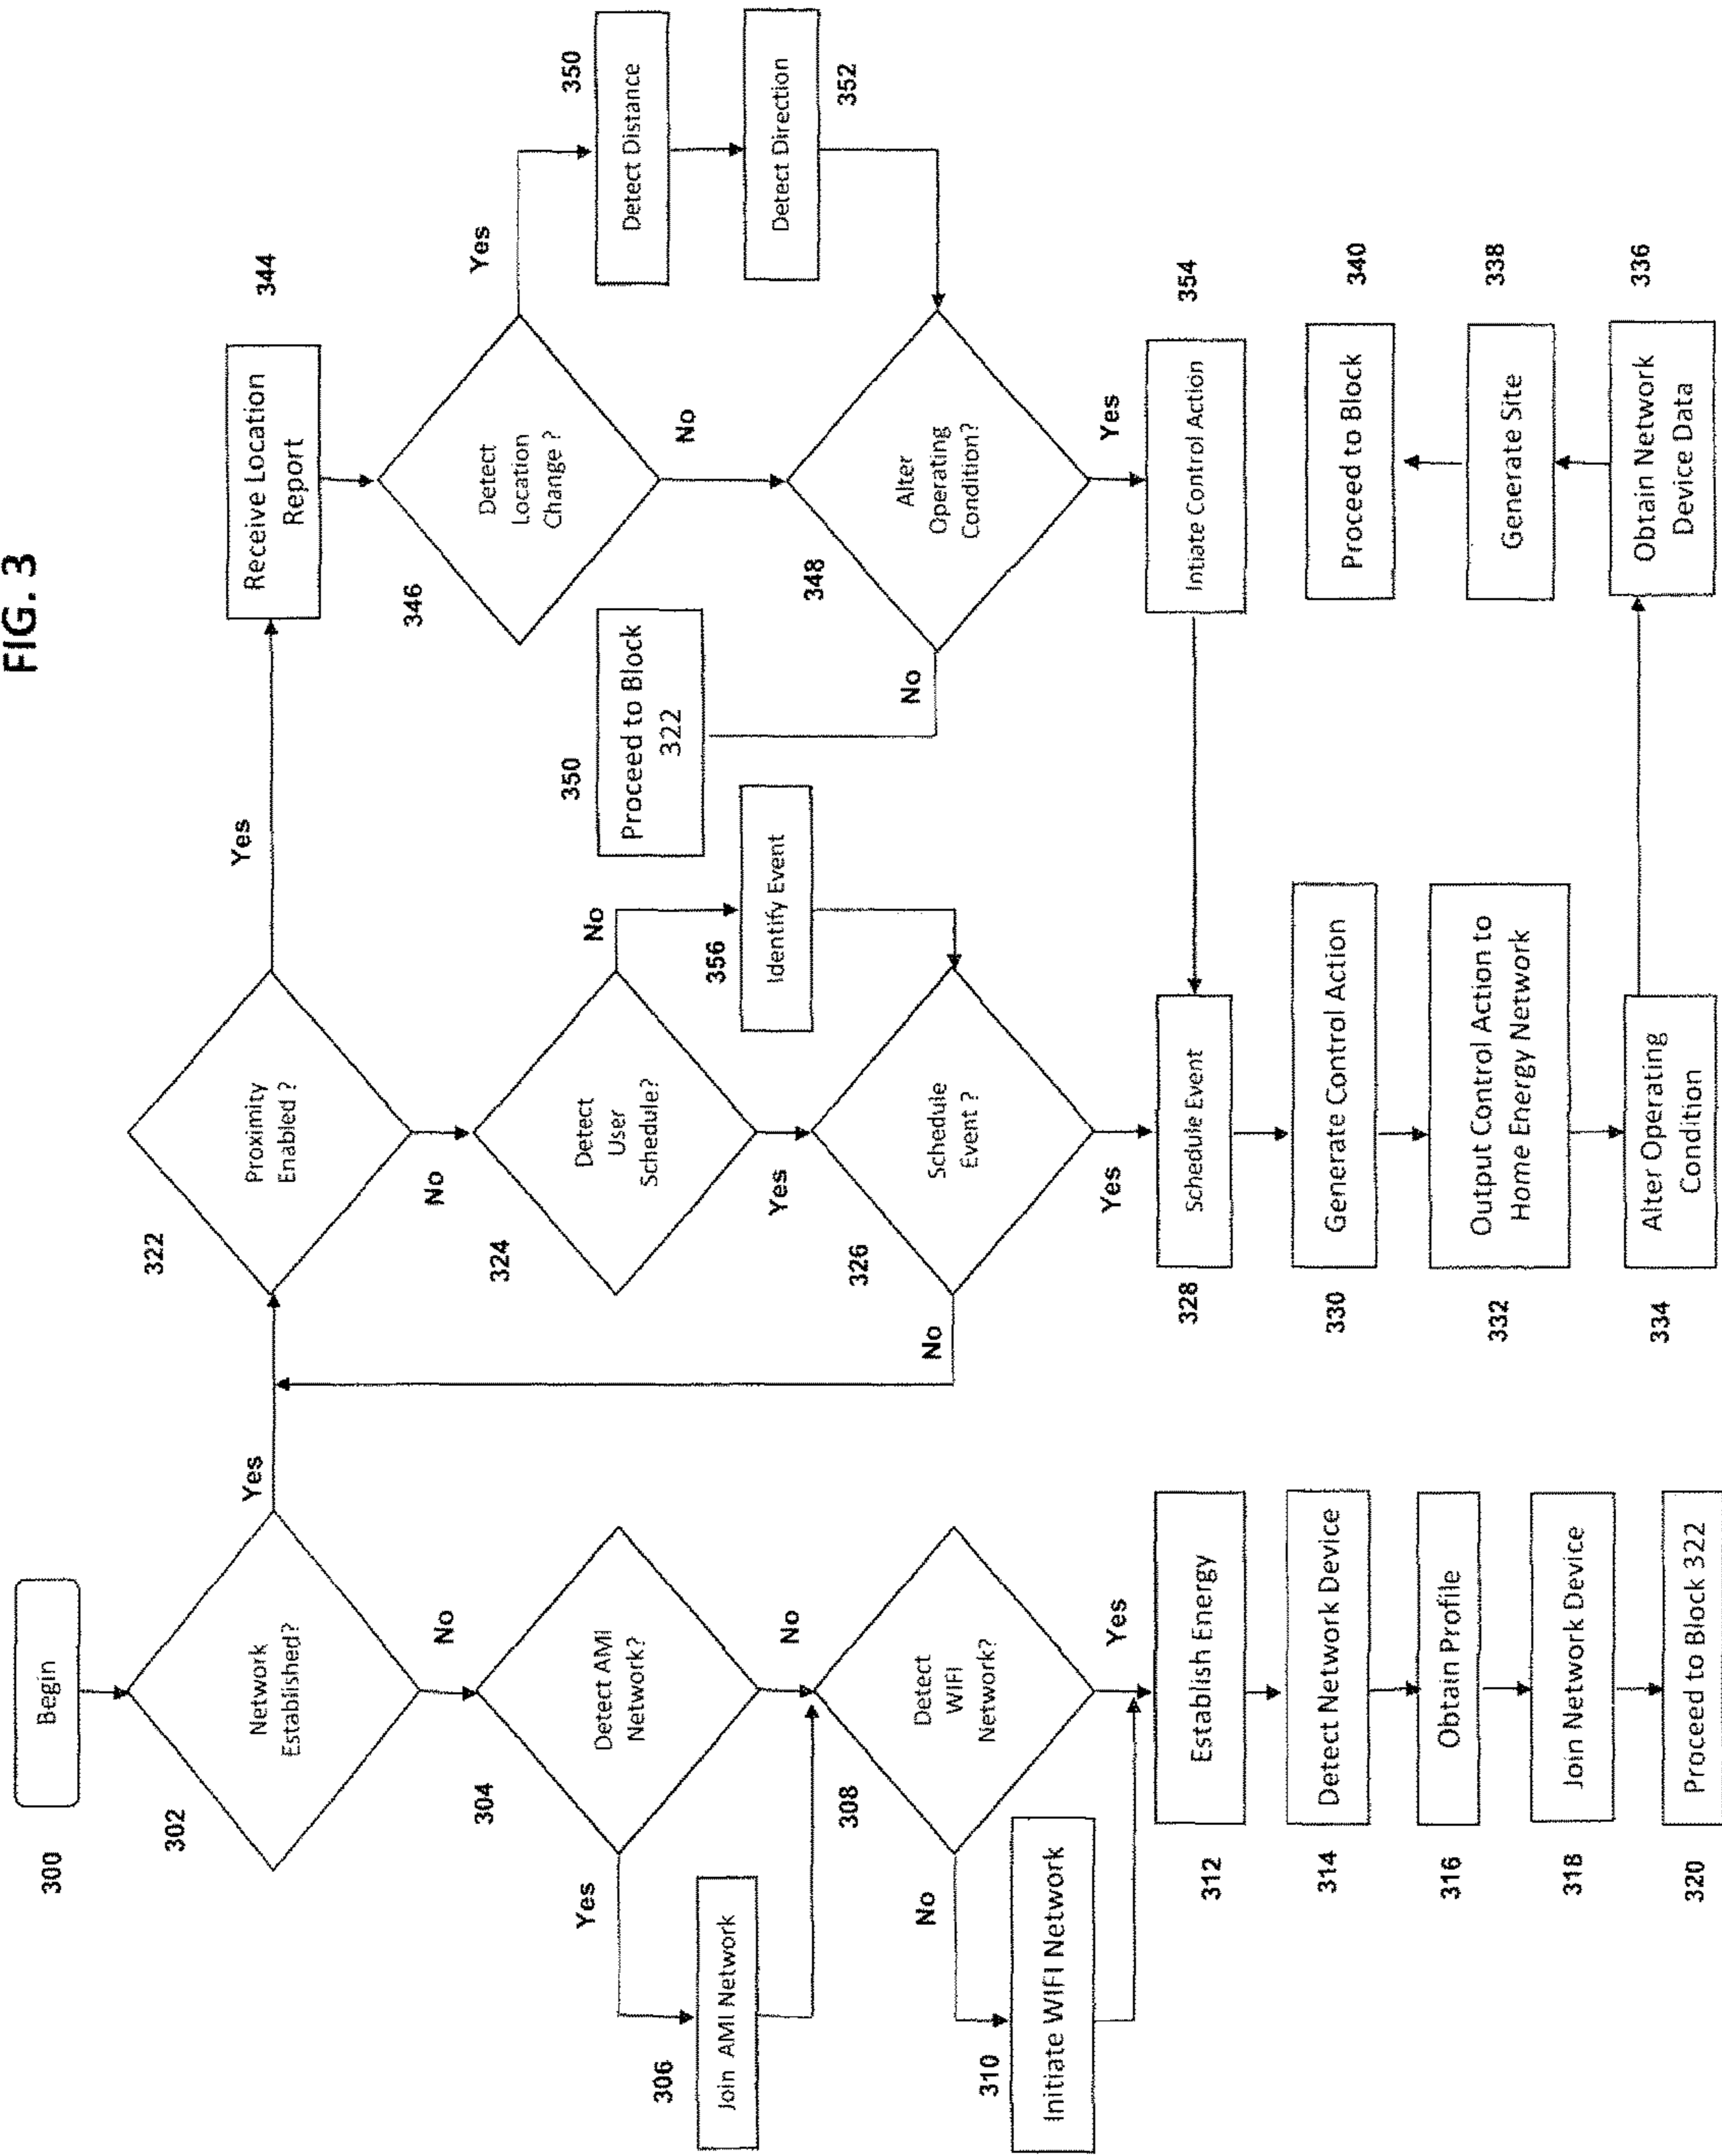 FIG. 3
300
Begin
302
Network
Established?
Yes
No
304
Detect AMI
Network?
Yes
No
306
Join AMI Network
308
Detect
WIFI
Network?
No
Yes
310
Initiate WIFI Network
312
Establish Energy
314
Detect Network Device
316
Obtain Profile
318
Join Network Device
320
Proceed to Block 322
322
Proximity
Enabled ?
Yes
No
324
Detect
User
Schedule?
No
Yes
356
Identify Event
326
Schedule
Event ?
No
Yes
328
Schedule Event
330
Generate Control Action
332
Output Control Action to
Home Energy Network
334
Alter Operating
Condition
344
Receive Location
Report
346
Detect
Location
Change ?
Yes
No
350
Detect Distance
352
Detect Direction
348
Alter
Operating
Condition?
No
Yes
350
Proceed to Block
322
354
Intiate Control Action
340
Proceed to Block
338
Generate Site
336
Obtain Network
Device Data